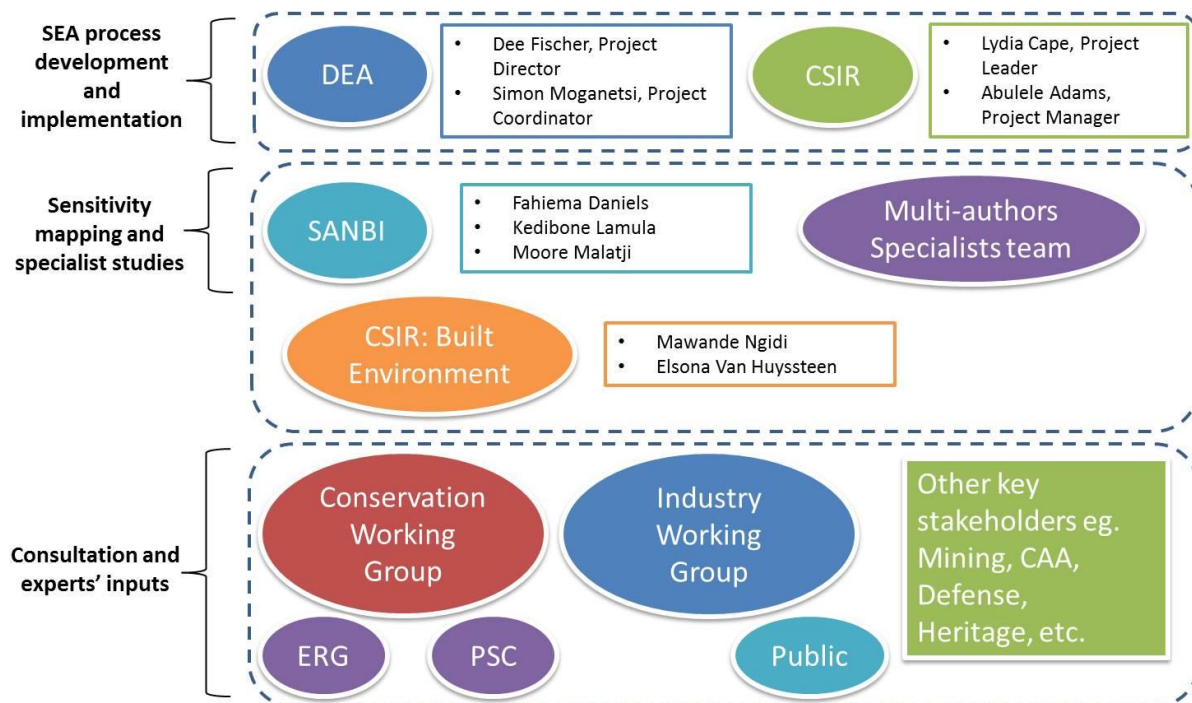 SEA process
development
and
implementation
DEA
• Dee Fischer, Project
Director
• Simon Moganetsi, Project
Coordinator
CSIR
• Lydia Cape, Project
Leader
• Abulele Adams,
Project Manager
Sensitivity
mapping and
specialist studies
SANBI
• Fahiema Daniels
• Kedibone Lamula
• Moore Malatji
Multi-authors
Specialists team
CSIR: Built
Environment
• Mawande Ngidi
• Elsona Van Huyssteen
Consultation and
experts’ inputs
Conservation
Working
Group
Industry
Working
Group
Other key
stakeholders eg.
Mining, CAA,
Defense,
Heritage, etc.
ERG
PSC
Public